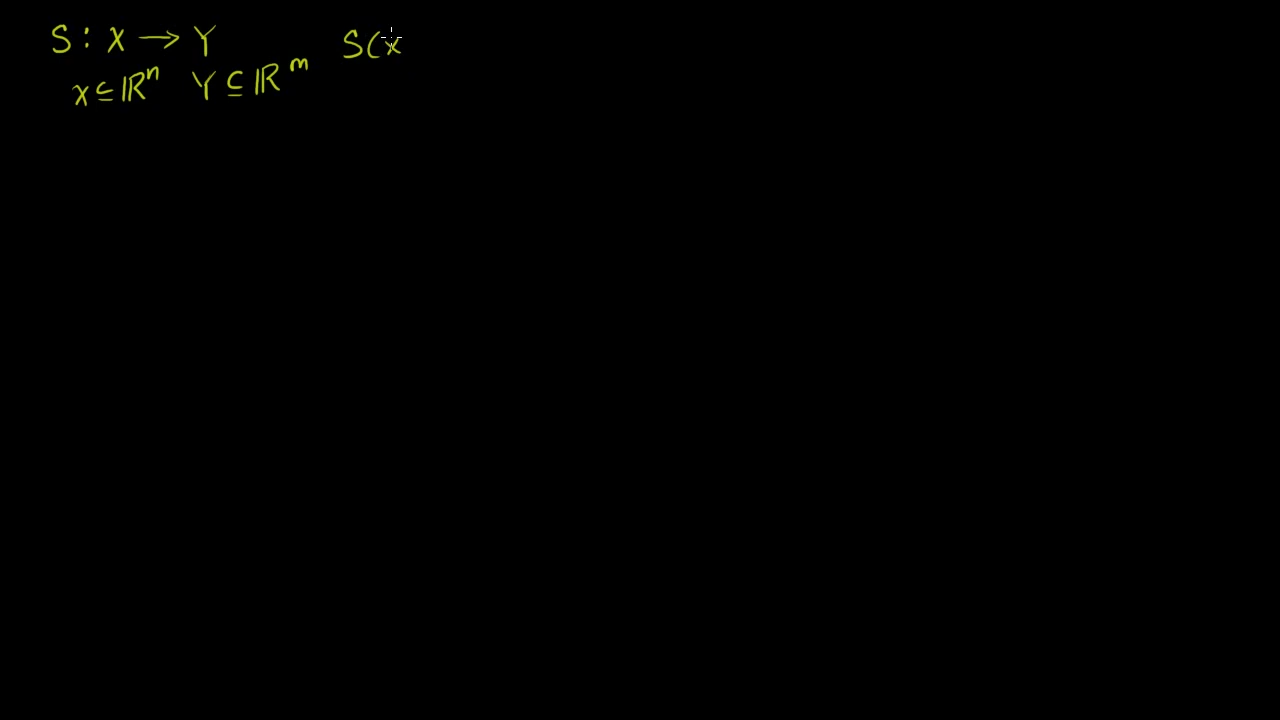 S : X → Y S(x
X ⊆ ℝⁿ Y ⊆ ℝᵐ